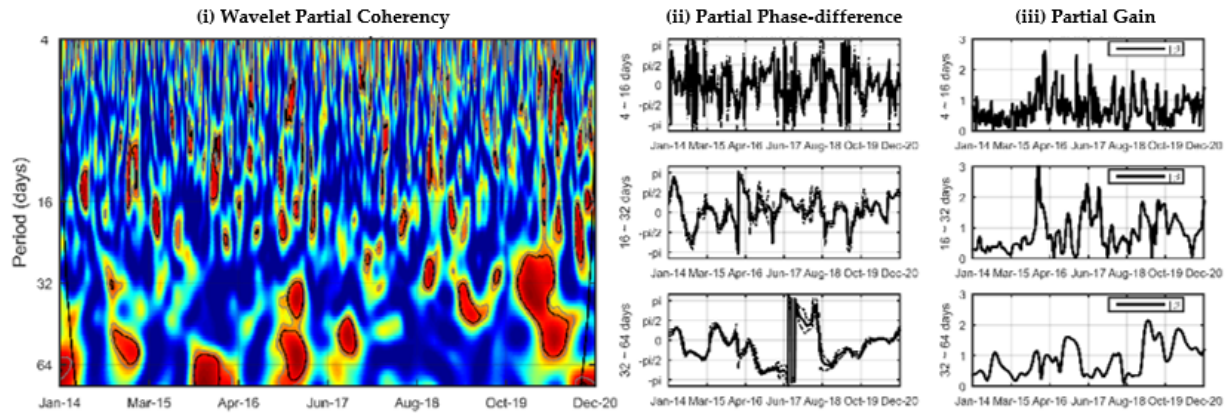 (i) Wavelet Partial Coherency
4
16
32
64
Period (days)
Jan-14 Mar-15 Apr-16 Jun-17 Aug-18 Oct-19 Dec-20
(ii) Partial Phase-difference
4 ~ 16 days
pi
pi/2
0
-pi/2
-pi
Jan-14 Mar-15 Apr-16 Jun-17 Aug-18 Oct-19 Dec-20
16 ~ 32 days
pi
pi/2
0
-pi/2
-pi
Jan-14 Mar-15 Apr-16 Jun-17 Aug-18 Oct-19 Dec-20
32 ~ 64 days
pi
pi/2
0
-pi/2
-pi
Jan-14 Mar-15 Apr-16 Jun-17 Aug-18 Oct-19 Dec-20
(iii) Partial Gain
4 ~ 16 days
3
2
1
0
Jan-14 Mar-15 Apr-16 Jun-17 Aug-18 Oct-19 Dec-20
16 ~ 32 days
3
2
1
0
Jan-14 Mar-15 Apr-16 Jun-17 Aug-18 Oct-19 Dec-20
32 ~ 64 days
3
2
1
0
Jan-14 Mar-15 Apr-16 Jun-17 Aug-18 Oct-19 Dec-20